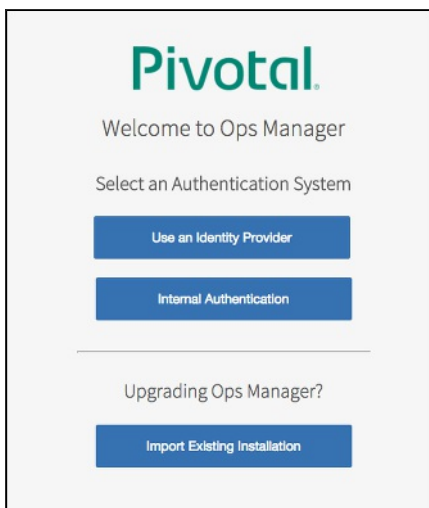 Pivotal.
Welcome to Ops Manager
Select an Authentication System
Use an Identity Provider
Internal Authentication
Upgrading Ops Manager?
Import Existing Installation